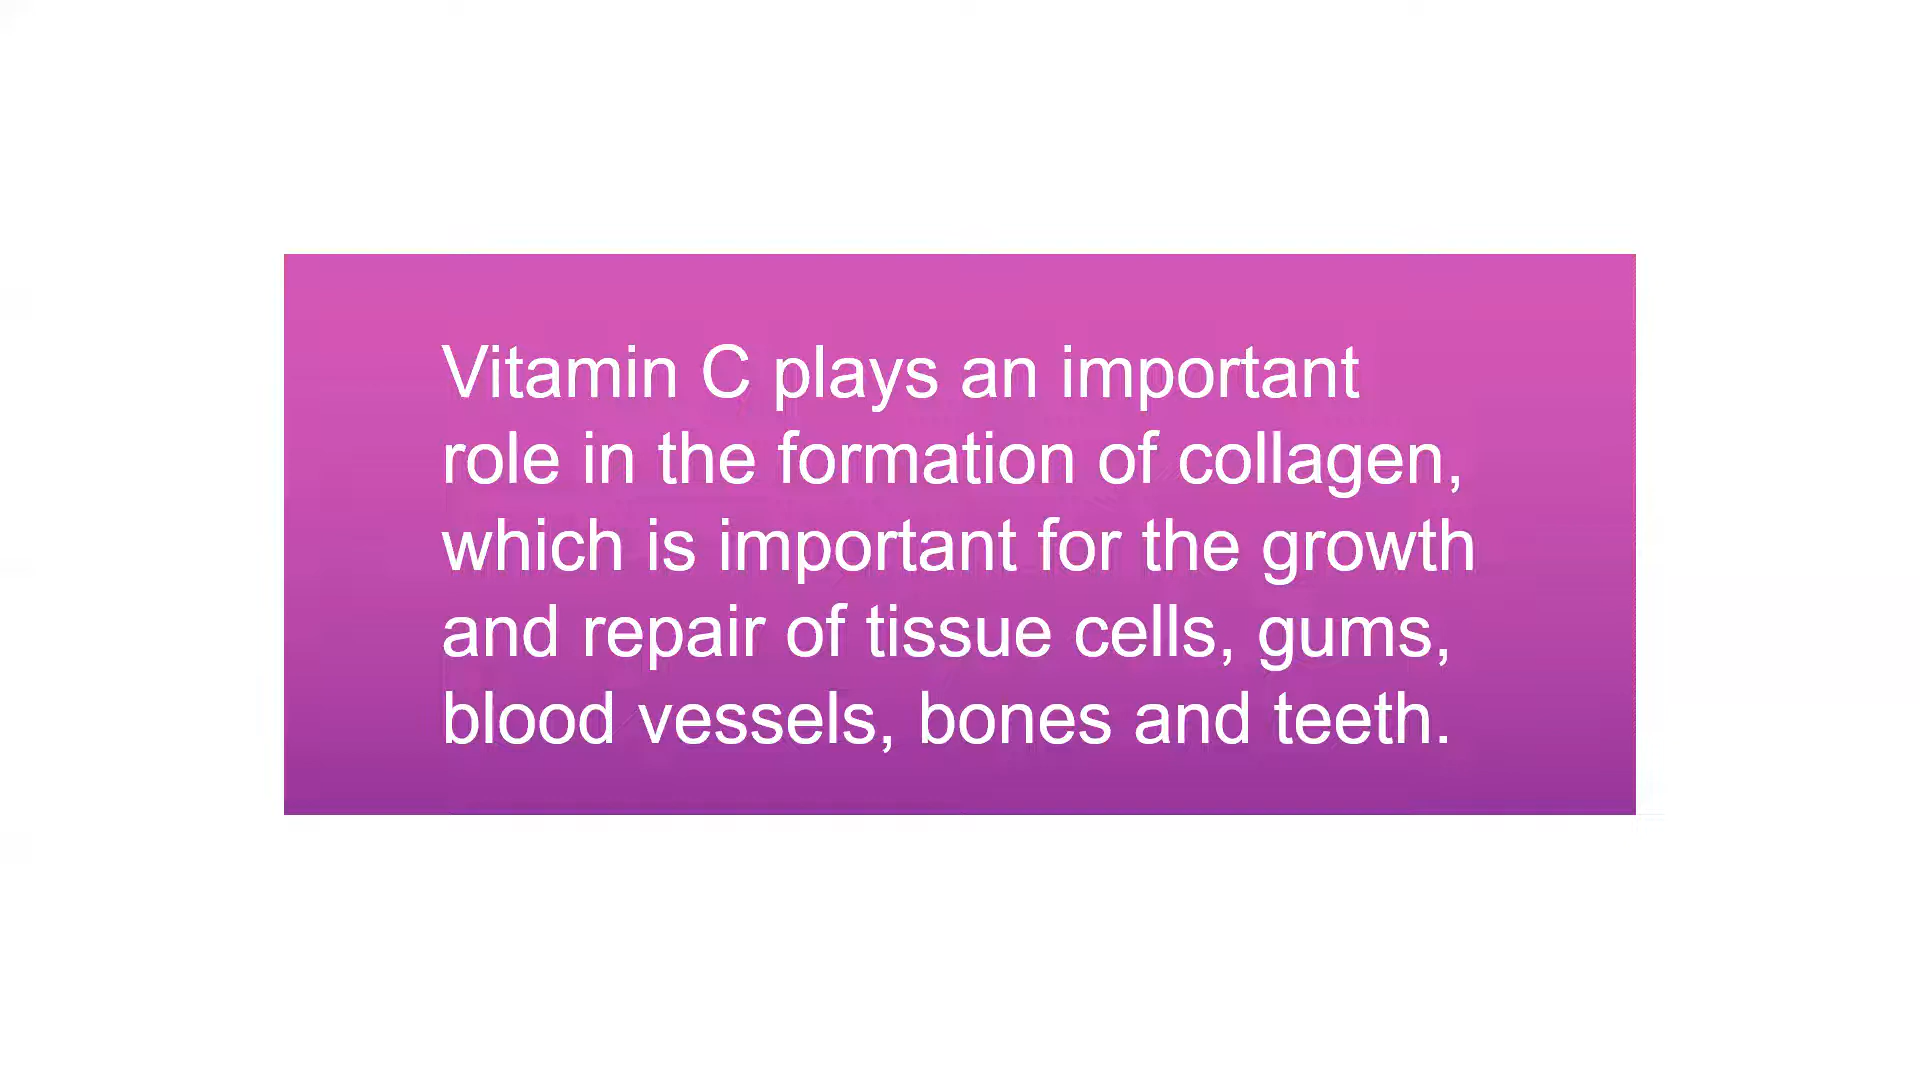 Vitamin C plays an important
role in the formation of collagen,
which is important for the growth
and repair of tissue cells, gums,
blood vessels, bones and teeth.